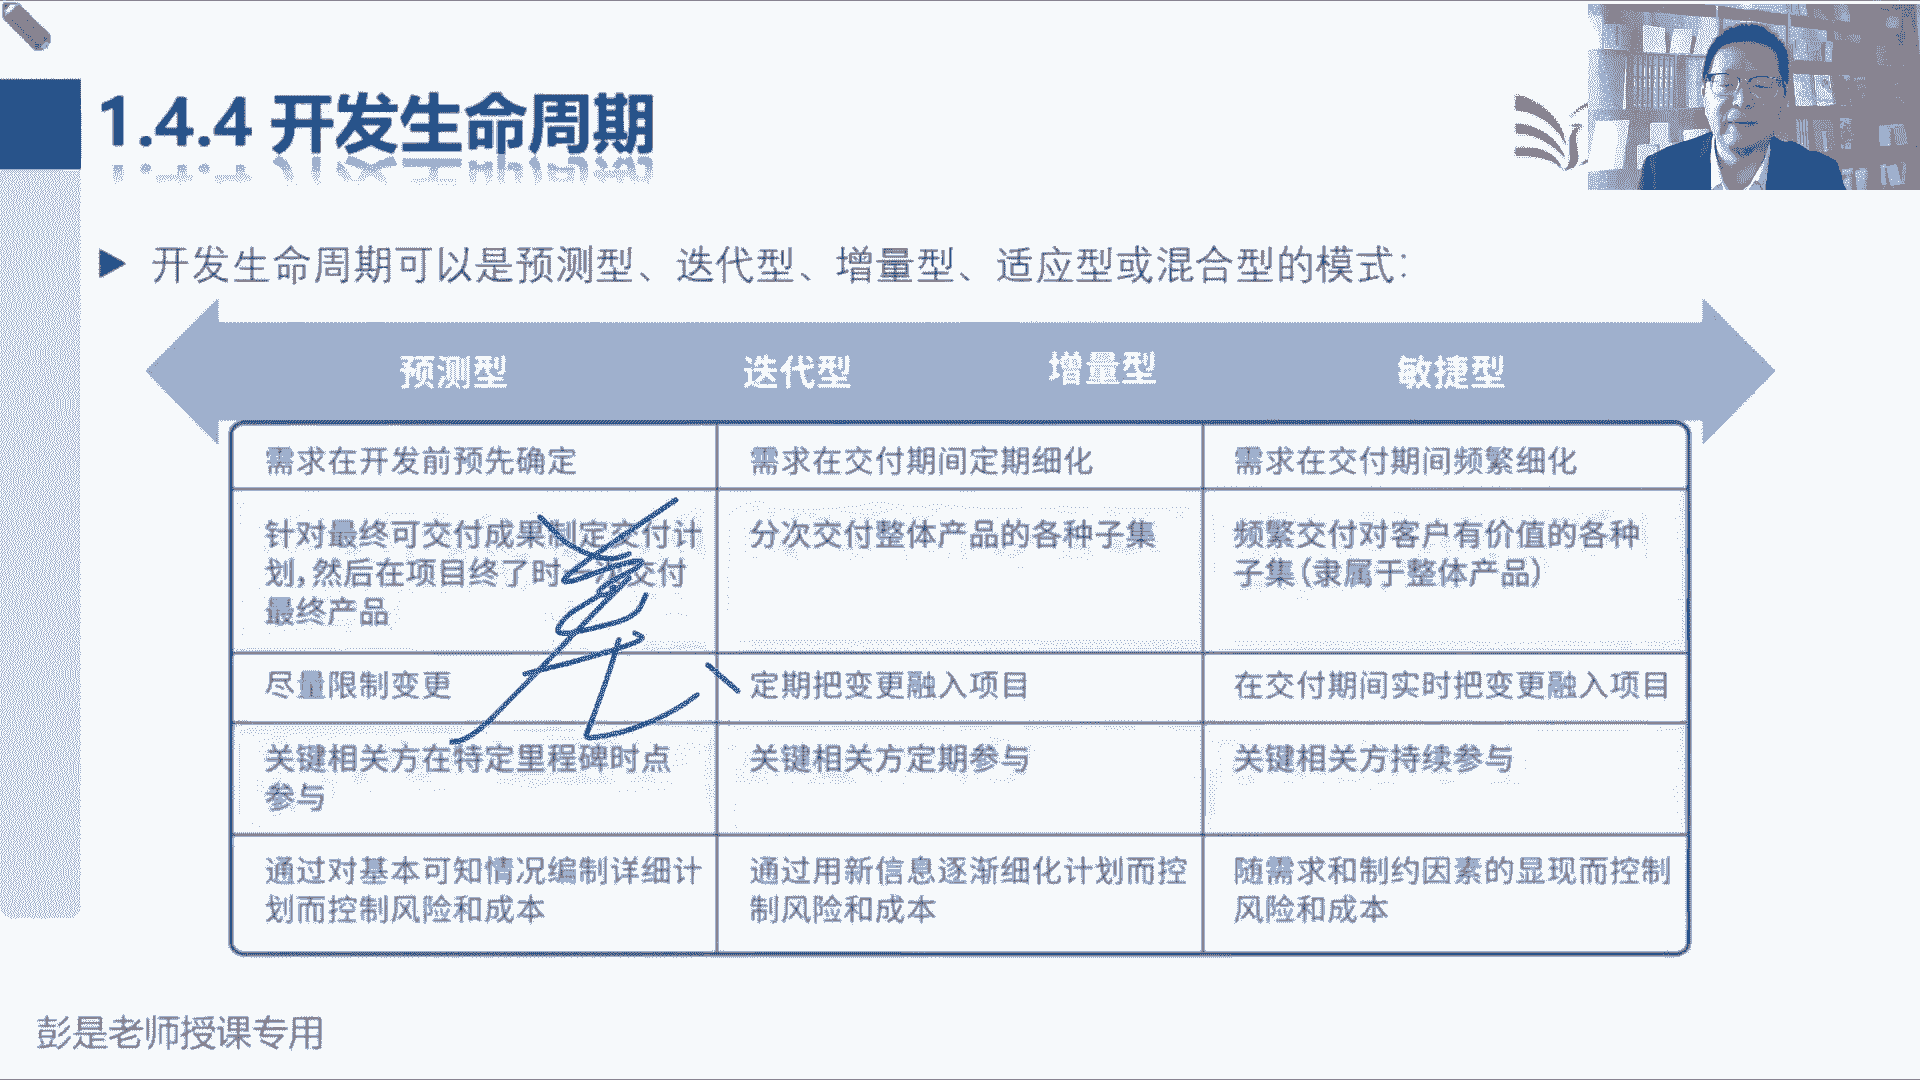 1.4.4 开发生命周期
开发生命周期可以是预测型、迭代型、增量型、适应型或混合型的模式：
预测型 迭代型 增量型 敏捷型
需求在开发前预先确定
需求在交付期间定期细化
需求在交付期间频繁细化
针对最终可交付成果制定交付计
划，然后在项目终了时 交付
最终产品
分次交付整体产品的各种子集
频繁交付对客户有价值的各种
子集(隶属于整体产品)
尽量限制变更
定期把变更融入项目
在交付期间实时把变更融入项目
关键相关方在特定里程碑时点
参与
关键相关方定期参与
关键相关方持续参与
通过对基本可知情况编制详细计
划而控制风险和成本
通过用新信息逐渐细化计划而控
制风险和成本
随需求和制约因素的显现而控制
风险和成本
彭是老师授课专用